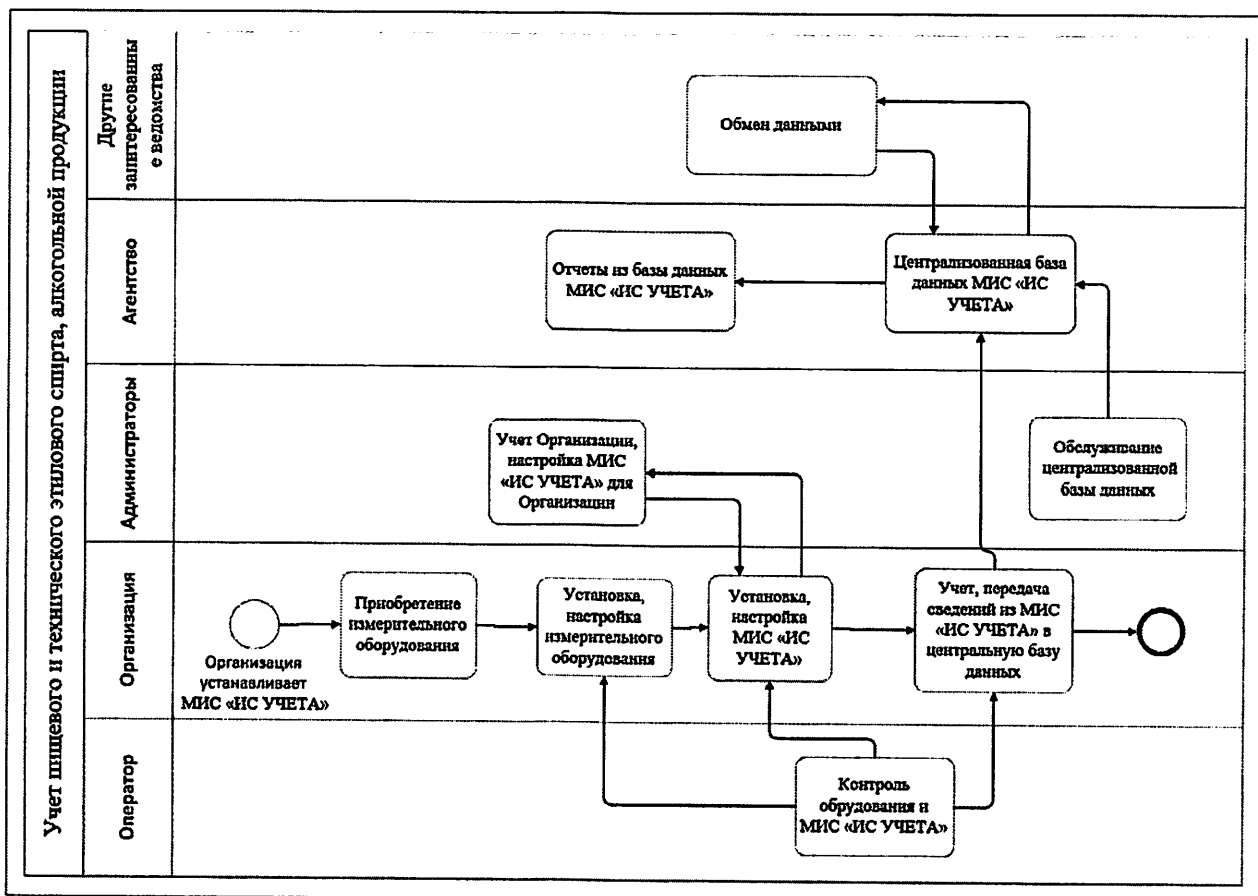 Учет пищевого и технического этилового спирта, алкогольной продукции
Другие
запитересованны
е ведомства
Обмен данными
Агентство
Отчеты из базы данных
МИС «ИС УЧЕТА»
Централизованная база
данных МИС «ИС
УЧЕТА»
Администраторы
Учет Организации,
настройка МИС
«ИС УЧЕТА» для
Организации
Обслуживание
централизованной
базы данных
Организация
Организация
устанавливает
МИС «ИС УЧЕТА»
Приобретение
измерительного
оборудования
Установка,
настройка
измерительного
оборудования
Установка,
настройка
МИС «ИС
УЧЕТА»
Учет, передача
сведений из МИС
«ИС УЧЕТА» в
центральную базу
данных
Оператор
Контроль
обрудования и
МИС «ИС УЧЕТА»